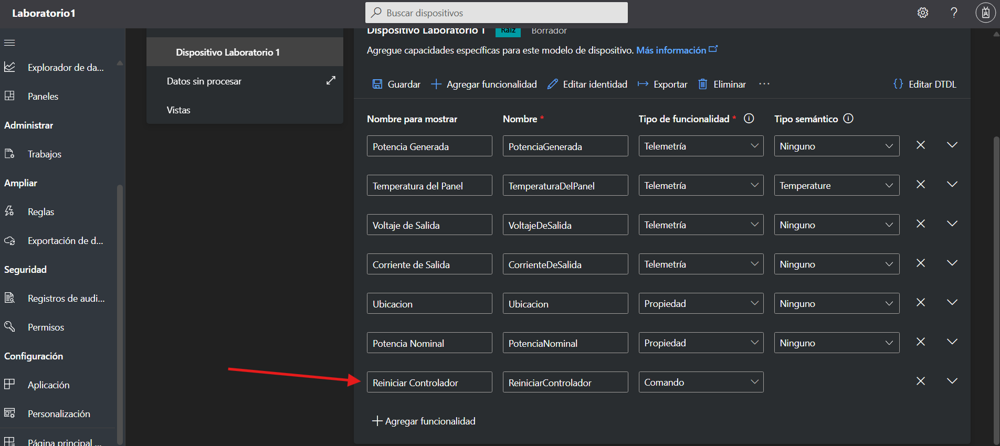 Laboratorio1
Buscar dispositivos
Explorador de da...
Paneles
Administrar
Trabajos
Ampliar
Reglas
Exportación de d...
Seguridad
Registros de audi...
Permisos
Configuración
Aplicación
Personalización
Página principal ...
Dispositivo Laboratorio 1
Datos sin procesar
Vistas
Dispositivo Laboratorio 1 Raíz Borrador
Agregue capacidades específicas para este modelo de dispositivo. Más información
Guardar Agregar funcionalidad Editar identidad Exportar Eliminar ... {} Editar DTDL
Nombre para mostrar Nombre * Tipo de funcionalidad * Tipo semántico
Potencia Generada PotenciaGenerada Telemetría Ninguno
Temperatura del Panel TemperaturaDelPanel Telemetría Temperature
Voltaje de Salida VoltajeDeSalida Telemetría Ninguno
Corriente de Salida CorrienteDeSalida Telemetría Ninguno
Ubicacion Ubicacion Propiedad Ninguno
Potencia Nominal PotenciaNominal Propiedad Ninguno
Reiniciar Controlador ReiniciarControlador Comando
Agregar funcionalidad